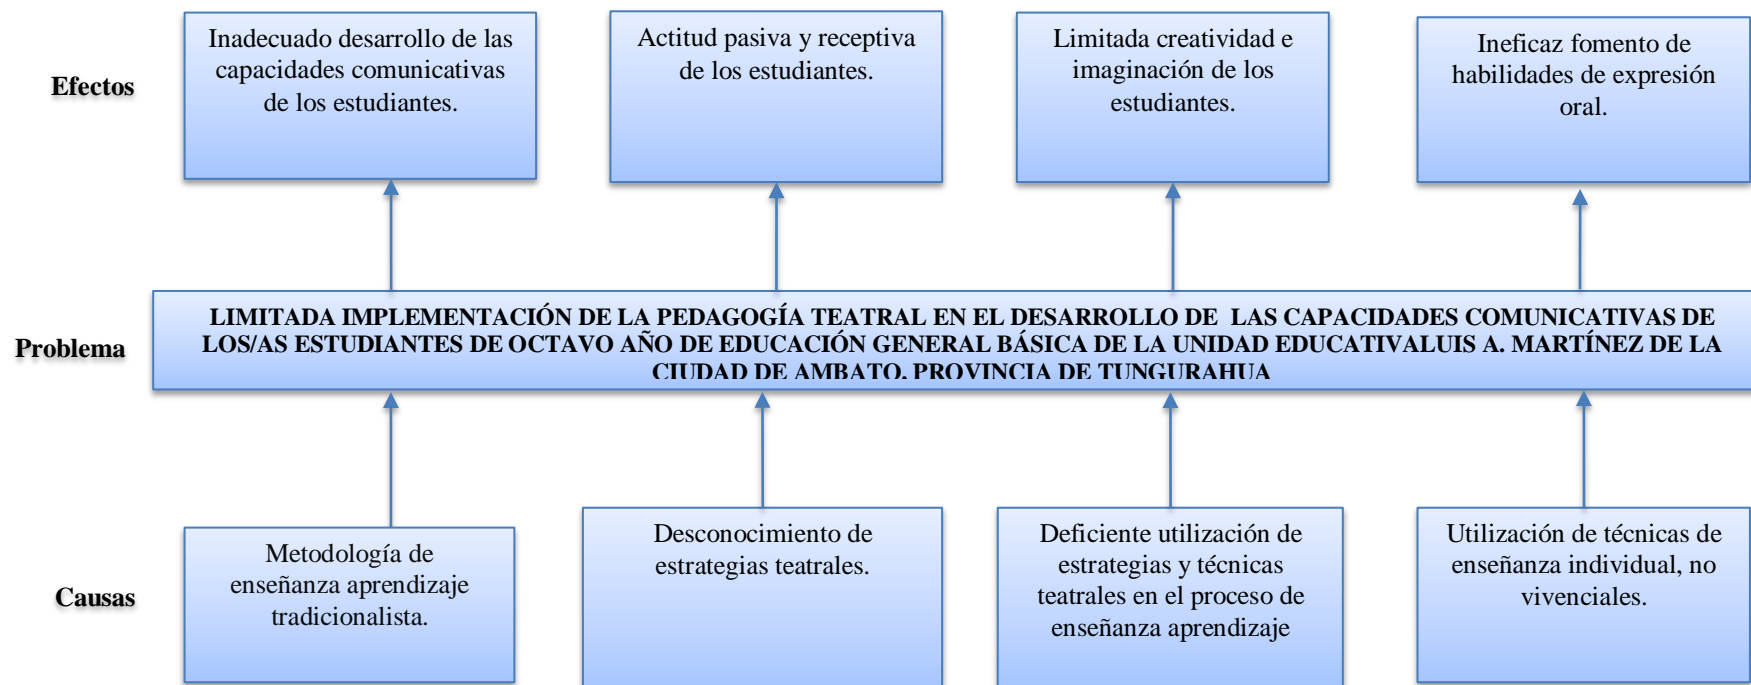 Efectos
Inadecuado desarrollo de las
capacidades comunicativas
de los estudiantes.
Actitud pasiva y receptiva
de los estudiantes.
Limitada creatividad e
imaginación de los
estudiantes.
Ineficaz fomento de
habilidades de expresión
oral.
Problema
LIMITADA IMPLEMENTACIÓN DE LA PEDAGOGÍA TEATRAL EN EL DESARROLLO DE LAS CAPACIDADES COMUNICATIVAS DE
LOS/AS ESTUDIANTES DE OCTAVO AÑO DE EDUCACIÓN GENERAL BÁSICA DE LA UNIDAD EDUCATIVALUIS A. MARTÍNEZ DE LA
CIUDAD DE AMBATO, PROVINCIA DE TUNGURAHUA
Causas
Metodología de
enseñanza aprendizaje
tradicionalista.
Desconocimiento de
estrategias teatrales.
Deficiente utilización de
estrategias y técnicas
teatrales en el proceso de
enseñanza aprendizaje
Utilización de técnicas de
enseñanza individual, no
vivenciales.